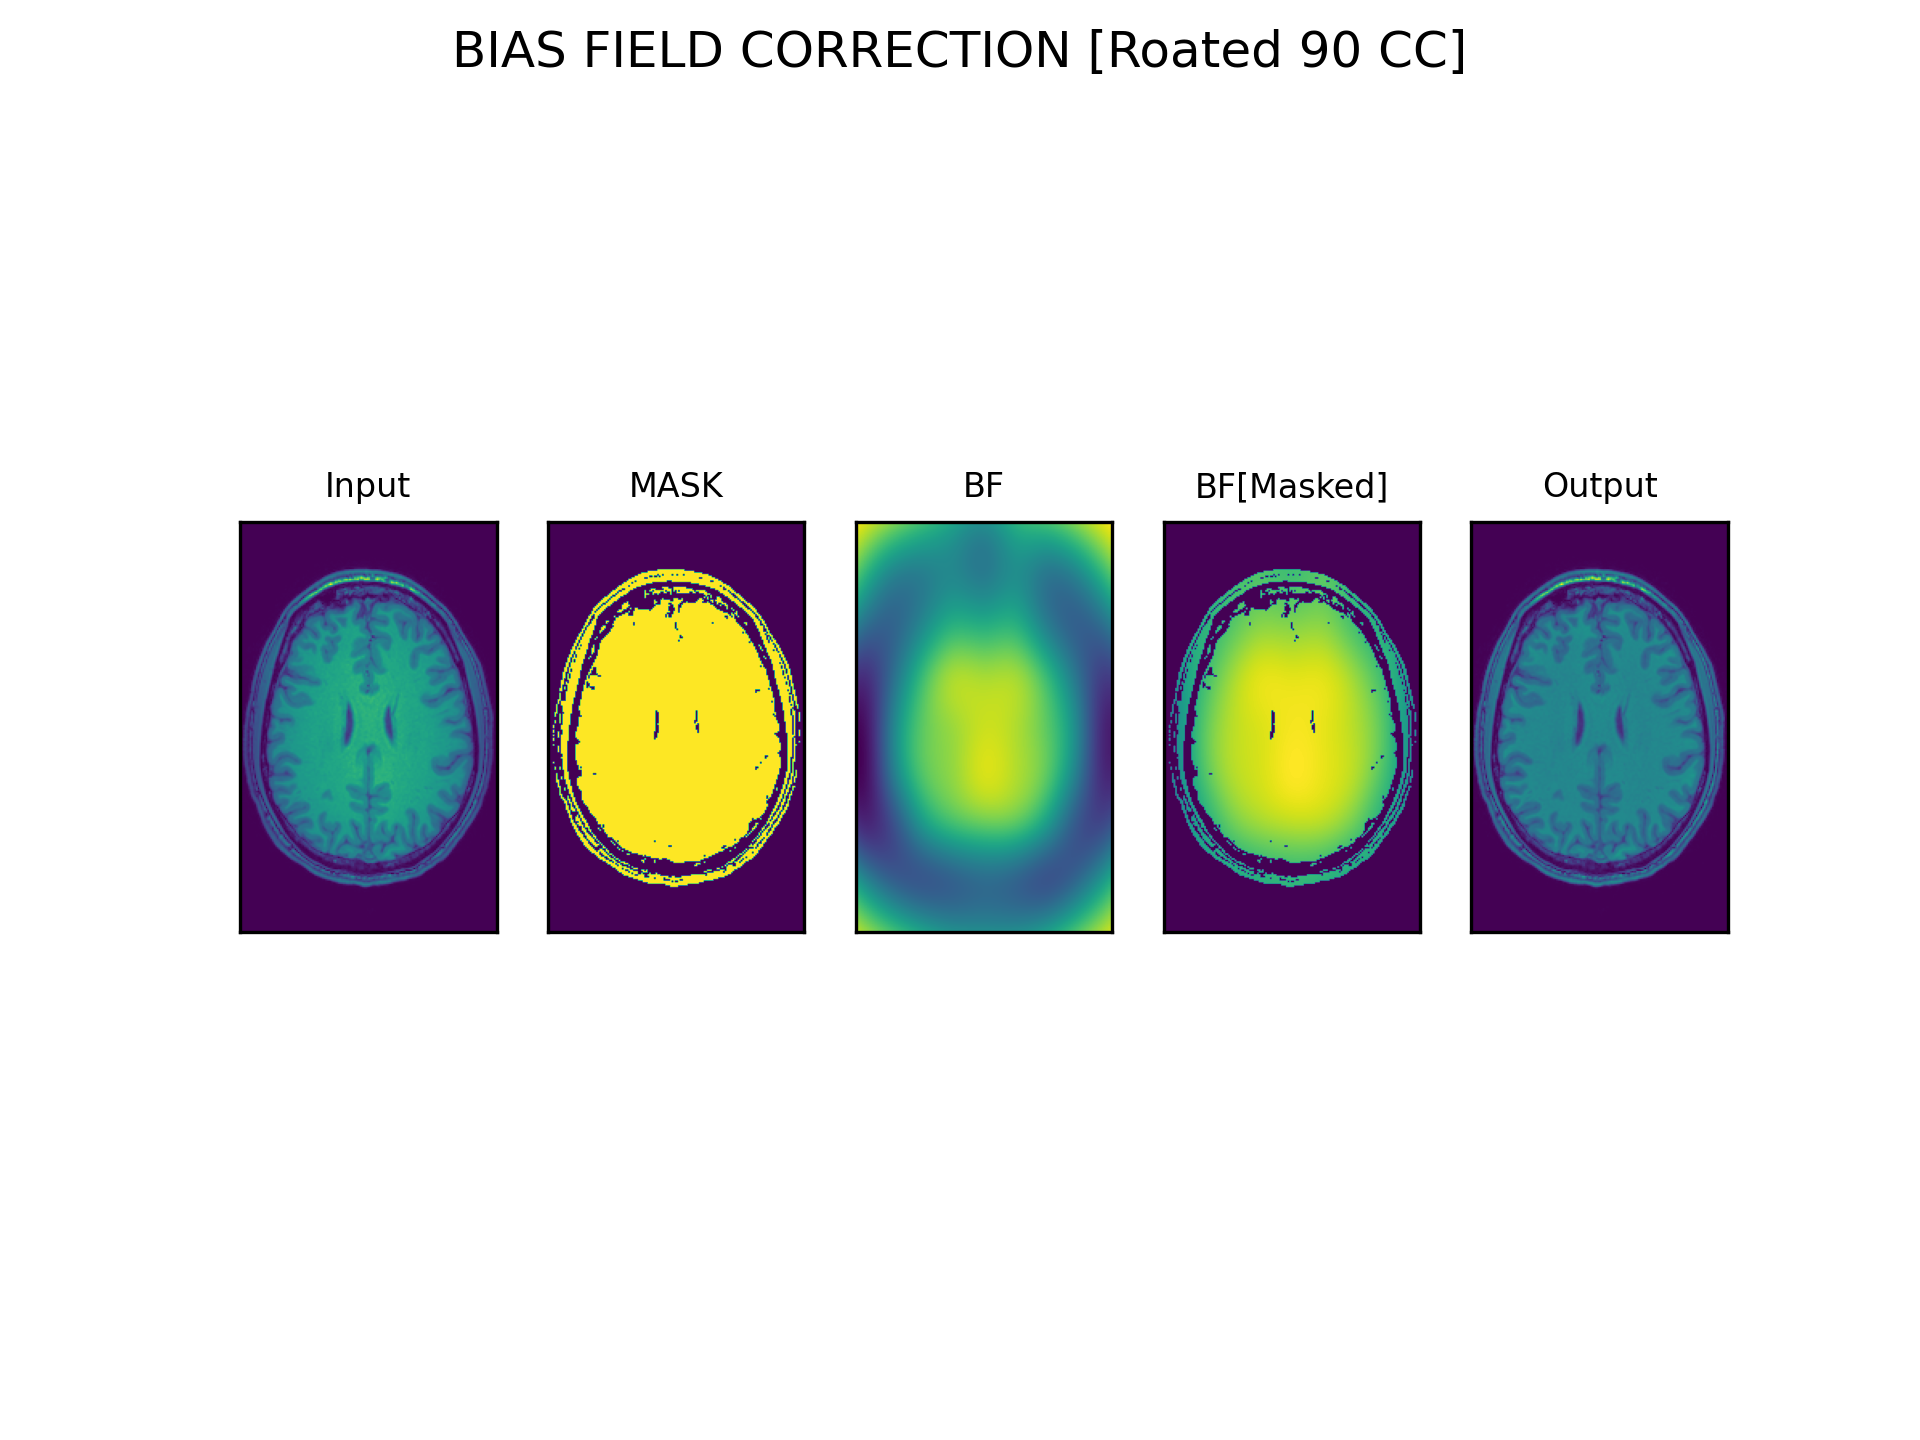 BIAS FIELD CORRECTION [Roated 90 CC]
Input
MASK
BF
BF[Masked]
Output